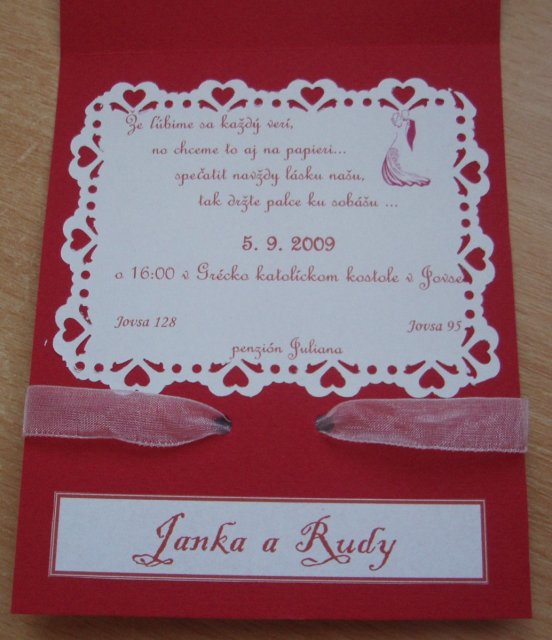 Že ľúbime sa každý verí,
no chceme to aj na papieri...
spečatiť navždy lásku našu,
tak držte palce ku sobášu ...
5. 9. 2009
o 16:00 v Grécko katolíckom kostole v Jovse
Jovsa 128 Jovsa 95
penzión Juliana
Janka a Rudy